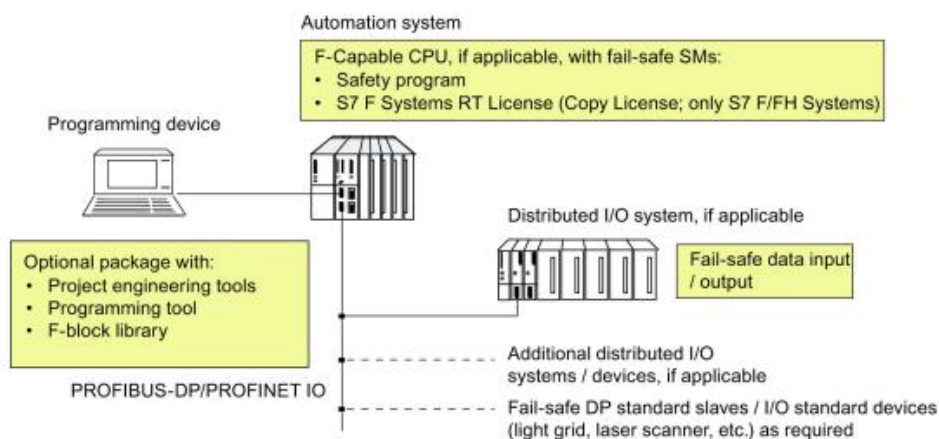 Automation system
F-Capable CPU, if applicable, with fail-safe SMs:
• Safety program
• S7 F Systems RT License (Copy License; only S7 F/FH Systems)
Programming device
Distributed I/O system, if applicable
Optional package with:
• Project engineering tools
• Programming tool
• F-block library
Fail-safe data input
/ output
Additional distributed I/O
systems / devices, if applicable
PROFIBUS-DP/PROFINET IO
Fail-safe DP standard slaves / I/O standard devices
(light grid, laser scanner, etc.) as required